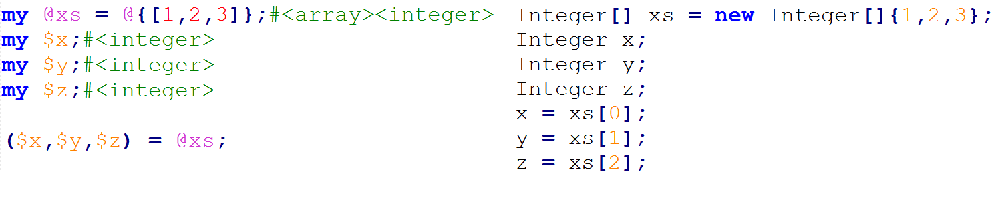 my @xs = @{[1,2,3]};#<array><integer>
my $x;#<integer>
my $y;#<integer>
my $z;#<integer>
($x,$y,$z) = @xs;
Integer[] xs = new Integer[]{1,2,3};
Integer x;
Integer y;
Integer z;
x = xs[0];
y = xs[1];
z = xs[2];